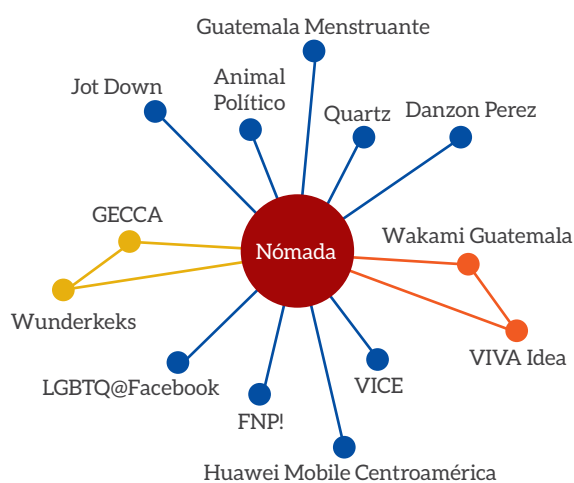 Guatemala Menstruante
Jot Down
Animal
Político
Quartz
Danzon Perez
GECCA
Wakami Guatemala
Nómada
Wunderkeks
VIVA Idea
LGBTQ@Facebook
VICE
FNP!
Huawei Mobile Centroamérica